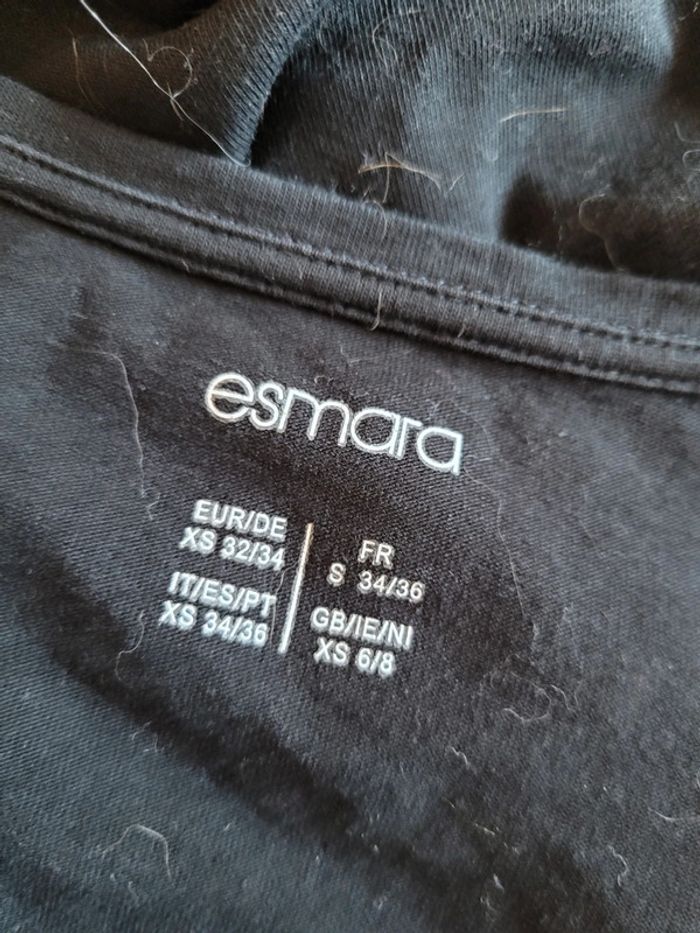 esmara
EUR/DE
XS 32/34
IT/ES/PT
XS 34/36
FR
S 34/36
GB/IE/NI
XS 6/8